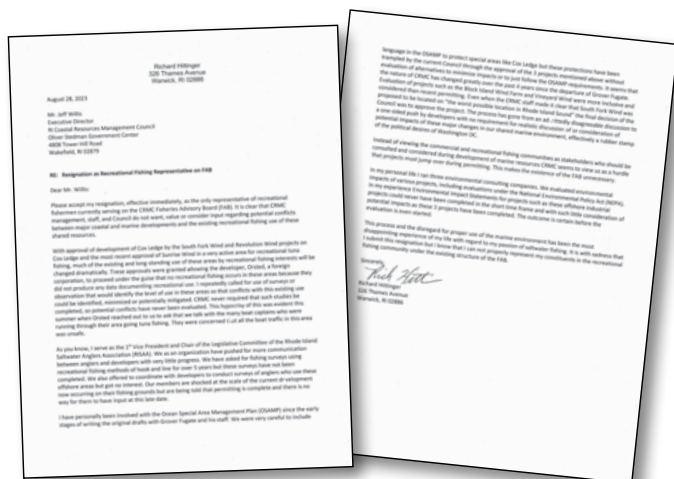 Richard Hittinger
326 Thames Avenue
Warwick, RI 02886
August 28, 2023
Mr. Jeff Willis
Executive Director
RI Coastal Resources Management Council
Oliver Stedman Government Center
4808 Tower Hill Road
Wakefield, RI 02879
RE: Resignation as Recreational Fishing Representative on FAB
Dear Mr. Willis:
Please accept my resignation, effective immediately, as the only representative of recreational
fishermen currently serving on the CRMC Fisheries Advisory Board (FAB). It is clear that CRMC
management, staff, and Council do not want, value or consider input regarding potential conflicts
between major coastal and marine developments and the existing recreational fishing use of these
shared resources.
With approval of development of Cox Ledge by the South Fork Wind and Revolution Wind projects on
Cox Ledge and the most recent approval of Sunrise Wind in a very active area for recreational tuna
fishing, much of the existing and long-standing use of these areas by recreational fishing interests will be
changed dramatically. These approvals were granted allowing the developer, Orsted, a foreign
corporation, to proceed under the guise that no recreational fishing occurs in these areas because they
did not produce any data documenting recreational use. I repeatedly called for use of surveys or
observation that would identify the level of use in these areas so that conflicts with this existing use
could be identified, minimized or potentially mitigated. CRMC never required that such studies be
completed, so potential conflicts have never been evaluated. This hypocrisy of this was evident this
summer when Orsted reached out to us to ask that we talk with the many boat captains who were
running through their area going tuna fishing. They were concerned that all the boat traffic in this area
was unsafe.
As you know, I serve as the 1st Vice President and Chair of the Legislative Committee of the Rhode Island
Saltwater Anglers Association (RISAA). We as an organization have pushed for more communication
between anglers and developers with very little progress. We have asked for fishing surveys using
recreational fishing methods of hook and line for over 5 years but these surveys have not been
completed. We also offered to coordinate with developers to conduct surveys of anglers who use these
offshore areas but got no interest. Our members are shocked at the scale of the current development
now occurring on their fishing grounds but are being told that permitting is complete and there is no
way for them to have input at this late date.
I have personally been involved with the Ocean Special Area Management Plan (OSAMP) since the early
stages of writing the original drafts with Grover Fugate and his staff. We were very careful to include
language in the OSAMP to protect special areas like Cox Ledge but these protections have been
trampled by the current Council through the approval of the 3 projects mentioned above without
evaluation of alternatives to minimize impacts or to just follow the OSAMP requirements. It seems that
the nature of CRMC has changed greatly over the past 6 years since the departure of Grover Fugate.
Evaluation of projects such as the Block Island Wind Farm and Vineyard Wind were more inclusive and
considered than recent permitting. Even when the CRMC staff made it clear that South Fork Wind was
proposed to be located on "the worst possible location in Rhode Island Sound" the final decision of the
Council was to approve the project. The process has gone from an admittedly disagreeable discussion to
a one-sided push by developers with no requirement for realistic discussion of or consideration of
potential impacts of these major changes in our shared marine environment, effectively a rubber stamp
of the political desires of Washington DC.
Instead of viewing the commercial and recreational fishing communities as stakeholders who should be
consulted and considered during development of marine resources CRMC seems to view us as a hurdle
that projects must jump over during permitting. This makes the existence of the FAB unnecessary.
In my personal life I ran three environmental consulting companies. We evaluated environmental
impacts of various projects, including evaluations under the National Environmental Policy Act (NEPA).
In my experience Environmental Impact Statements for projects such as these offshore industrial
projects could never have been completed in the short time frame and with such little consideration of
potential impacts as these 3 projects have been completed. The outcome is certain before the
evaluation is even started.
This process and the disregard for proper use of the marine environment has been the most
disappointing experience of my life with regard to my passion of saltwater fishing. It is with sadness that
I submit this resignation but I know that I can not properly represent my constituents in the recreational
fishing community under the existing structure of the FAB.
Sincerely,
Richard Hittinger
326 Thames Avenue
Warwick, RI 02886